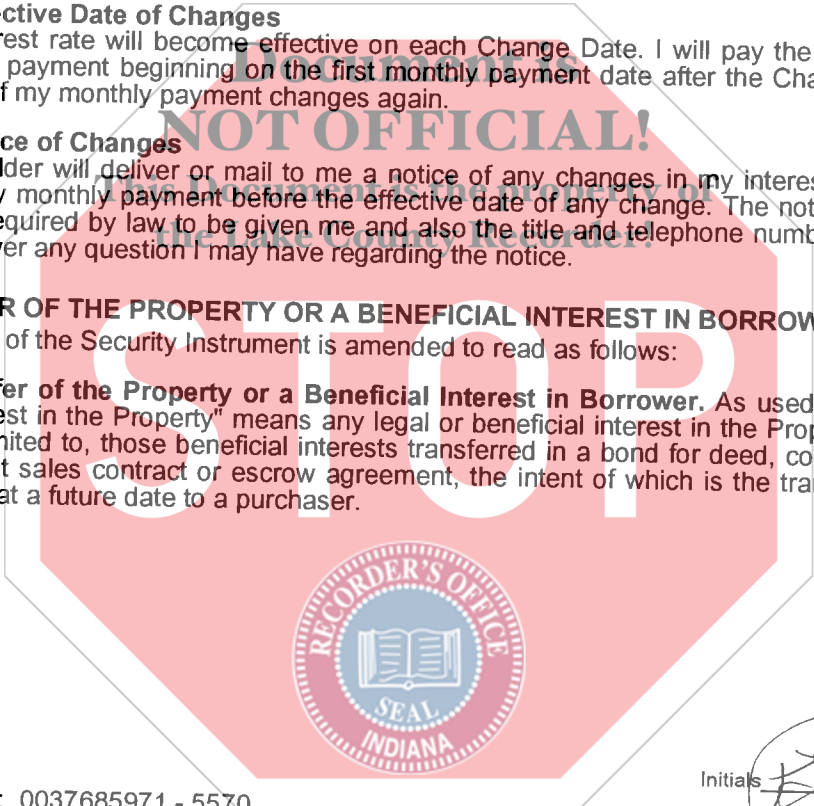 ctive Date of Changes
rest rate will become effective on each Change Date. I will pay the
payment beginning on the first monthly payment date after the Cha
f my monthly payment changes again.
ce of Changes
lder will deliver or mail to me a notice of any changes in my interes
y monthly payment before the effective date of any change. The not
equired by law to be given me and also the title and telephone numb
ver any question I may have regarding the notice.
R OF THE PROPERTY OR A BENEFICIAL INTEREST IN BORROW
of the Security Instrument is amended to read as follows:
fer of the Property or a Beneficial Interest in Borrower. As used
est in the Property" means any legal or beneficial interest in the Prop
nited to, those beneficial interests transferred in a bond for deed, co
t sales contract or escrow agreement, the intent of which is the tra
at a future date to a purchaser.
Document is
NOT OFFICIAL!
This Document is the property of
the Lake County Recorder!
STOP
RECORDER'S OFFICE
SEAL
INDIANA
Initials
: 0037685971 - 5570